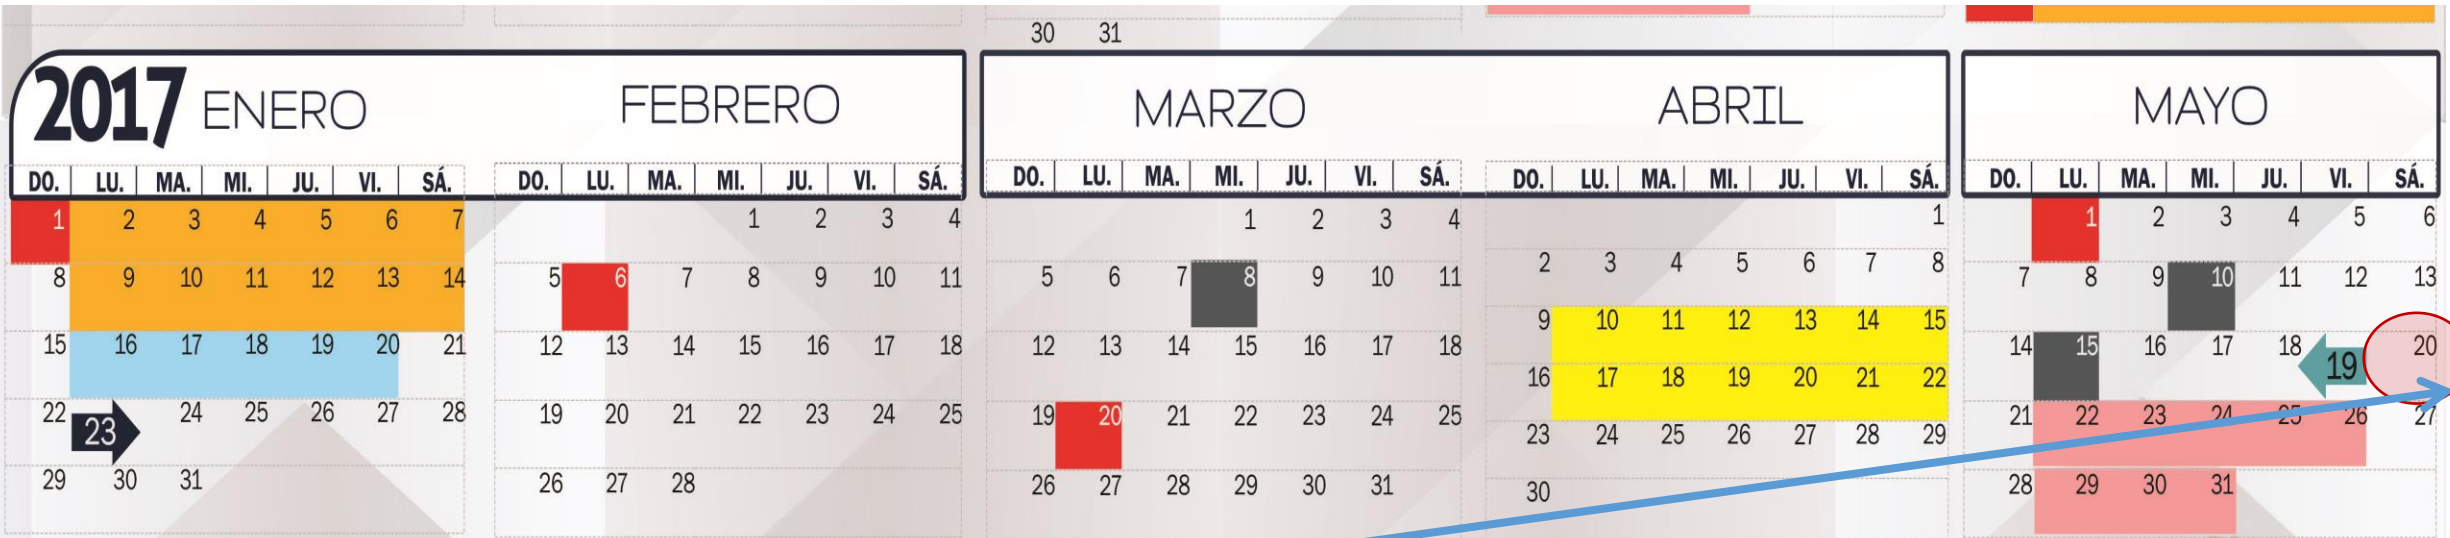 30 31
2017 ENERO
DO. LU. MA. MI. JU. VI. SÁ.
1 2 3 4 5 6 7
8 9 10 11 12 13 14
15 16 17 18 19 20 21
22 23 24 25 26 27 28
29 30 31
FEBRERO
DO. LU. MA. MI. JU. VI. SÁ.
1 2 3 4
5 6 7 8 9 10 11
12 13 14 15 16 17 18
19 20 21 22 23 24 25
26 27 28
MARZO
DO. LU. MA. MI. JU. VI. SÁ.
1 2 3 4
5 6 7 8 9 10 11
12 13 14 15 16 17 18
19 20 21 22 23 24 25
26 27 28 29 30 31
ABRIL
DO. LU. MA. MI. JU. VI. SÁ.
1
2 3 4 5 6 7 8
9 10 11 12 13 14 15
16 17 18 19 20 21 22
23 24 25 26 27 28 29
30
MAYO
DO. LU. MA. MI. JU. VI. SÁ.
1 2 3 4 5 6
7 8 9 10 11 12 13
14 15 16 17 18 19 20
21 22 23 24 25 26 27
28 29 30 31